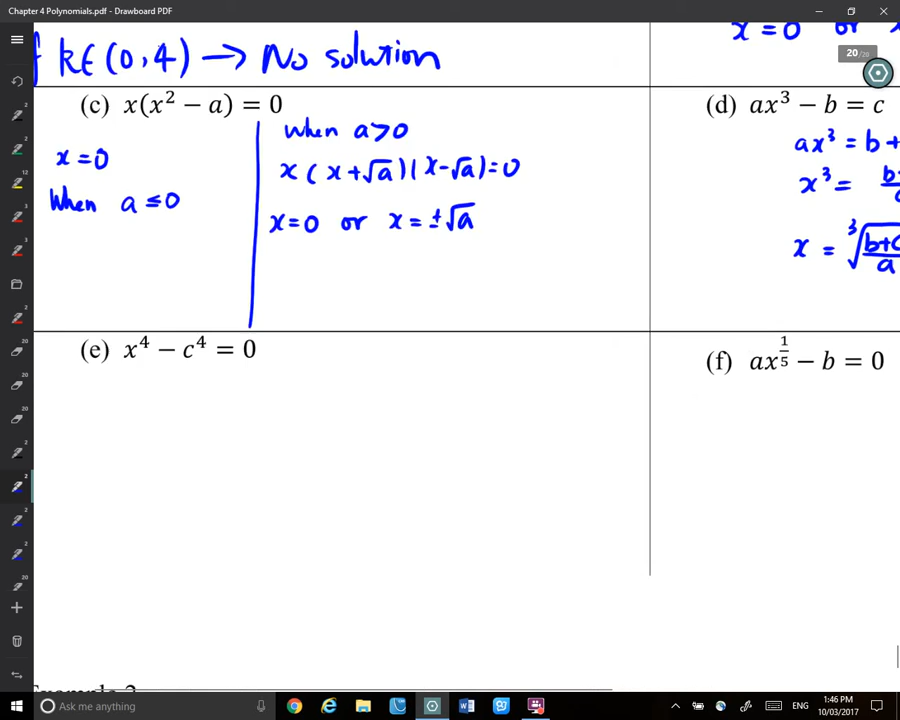 Chapter 4 Polynomials.pdf - Drawboard PDF
k∈(0,4) → No solution
x = 0 or
20/28
(c) x(x² − a) = 0
x = 0
When a ≤ 0
When a > 0
x(x+√a)(x-√a)=0
x=0 or x=±√a
(d) ax³ − b = c
ax³ = b+
x³ =
x = ³√(b+c/a)
(e) x⁴ − c⁴ = 0
(f) ax^(1/5) − b = 0
Ask me anything
ENG
1:46 PM
10/03/2017